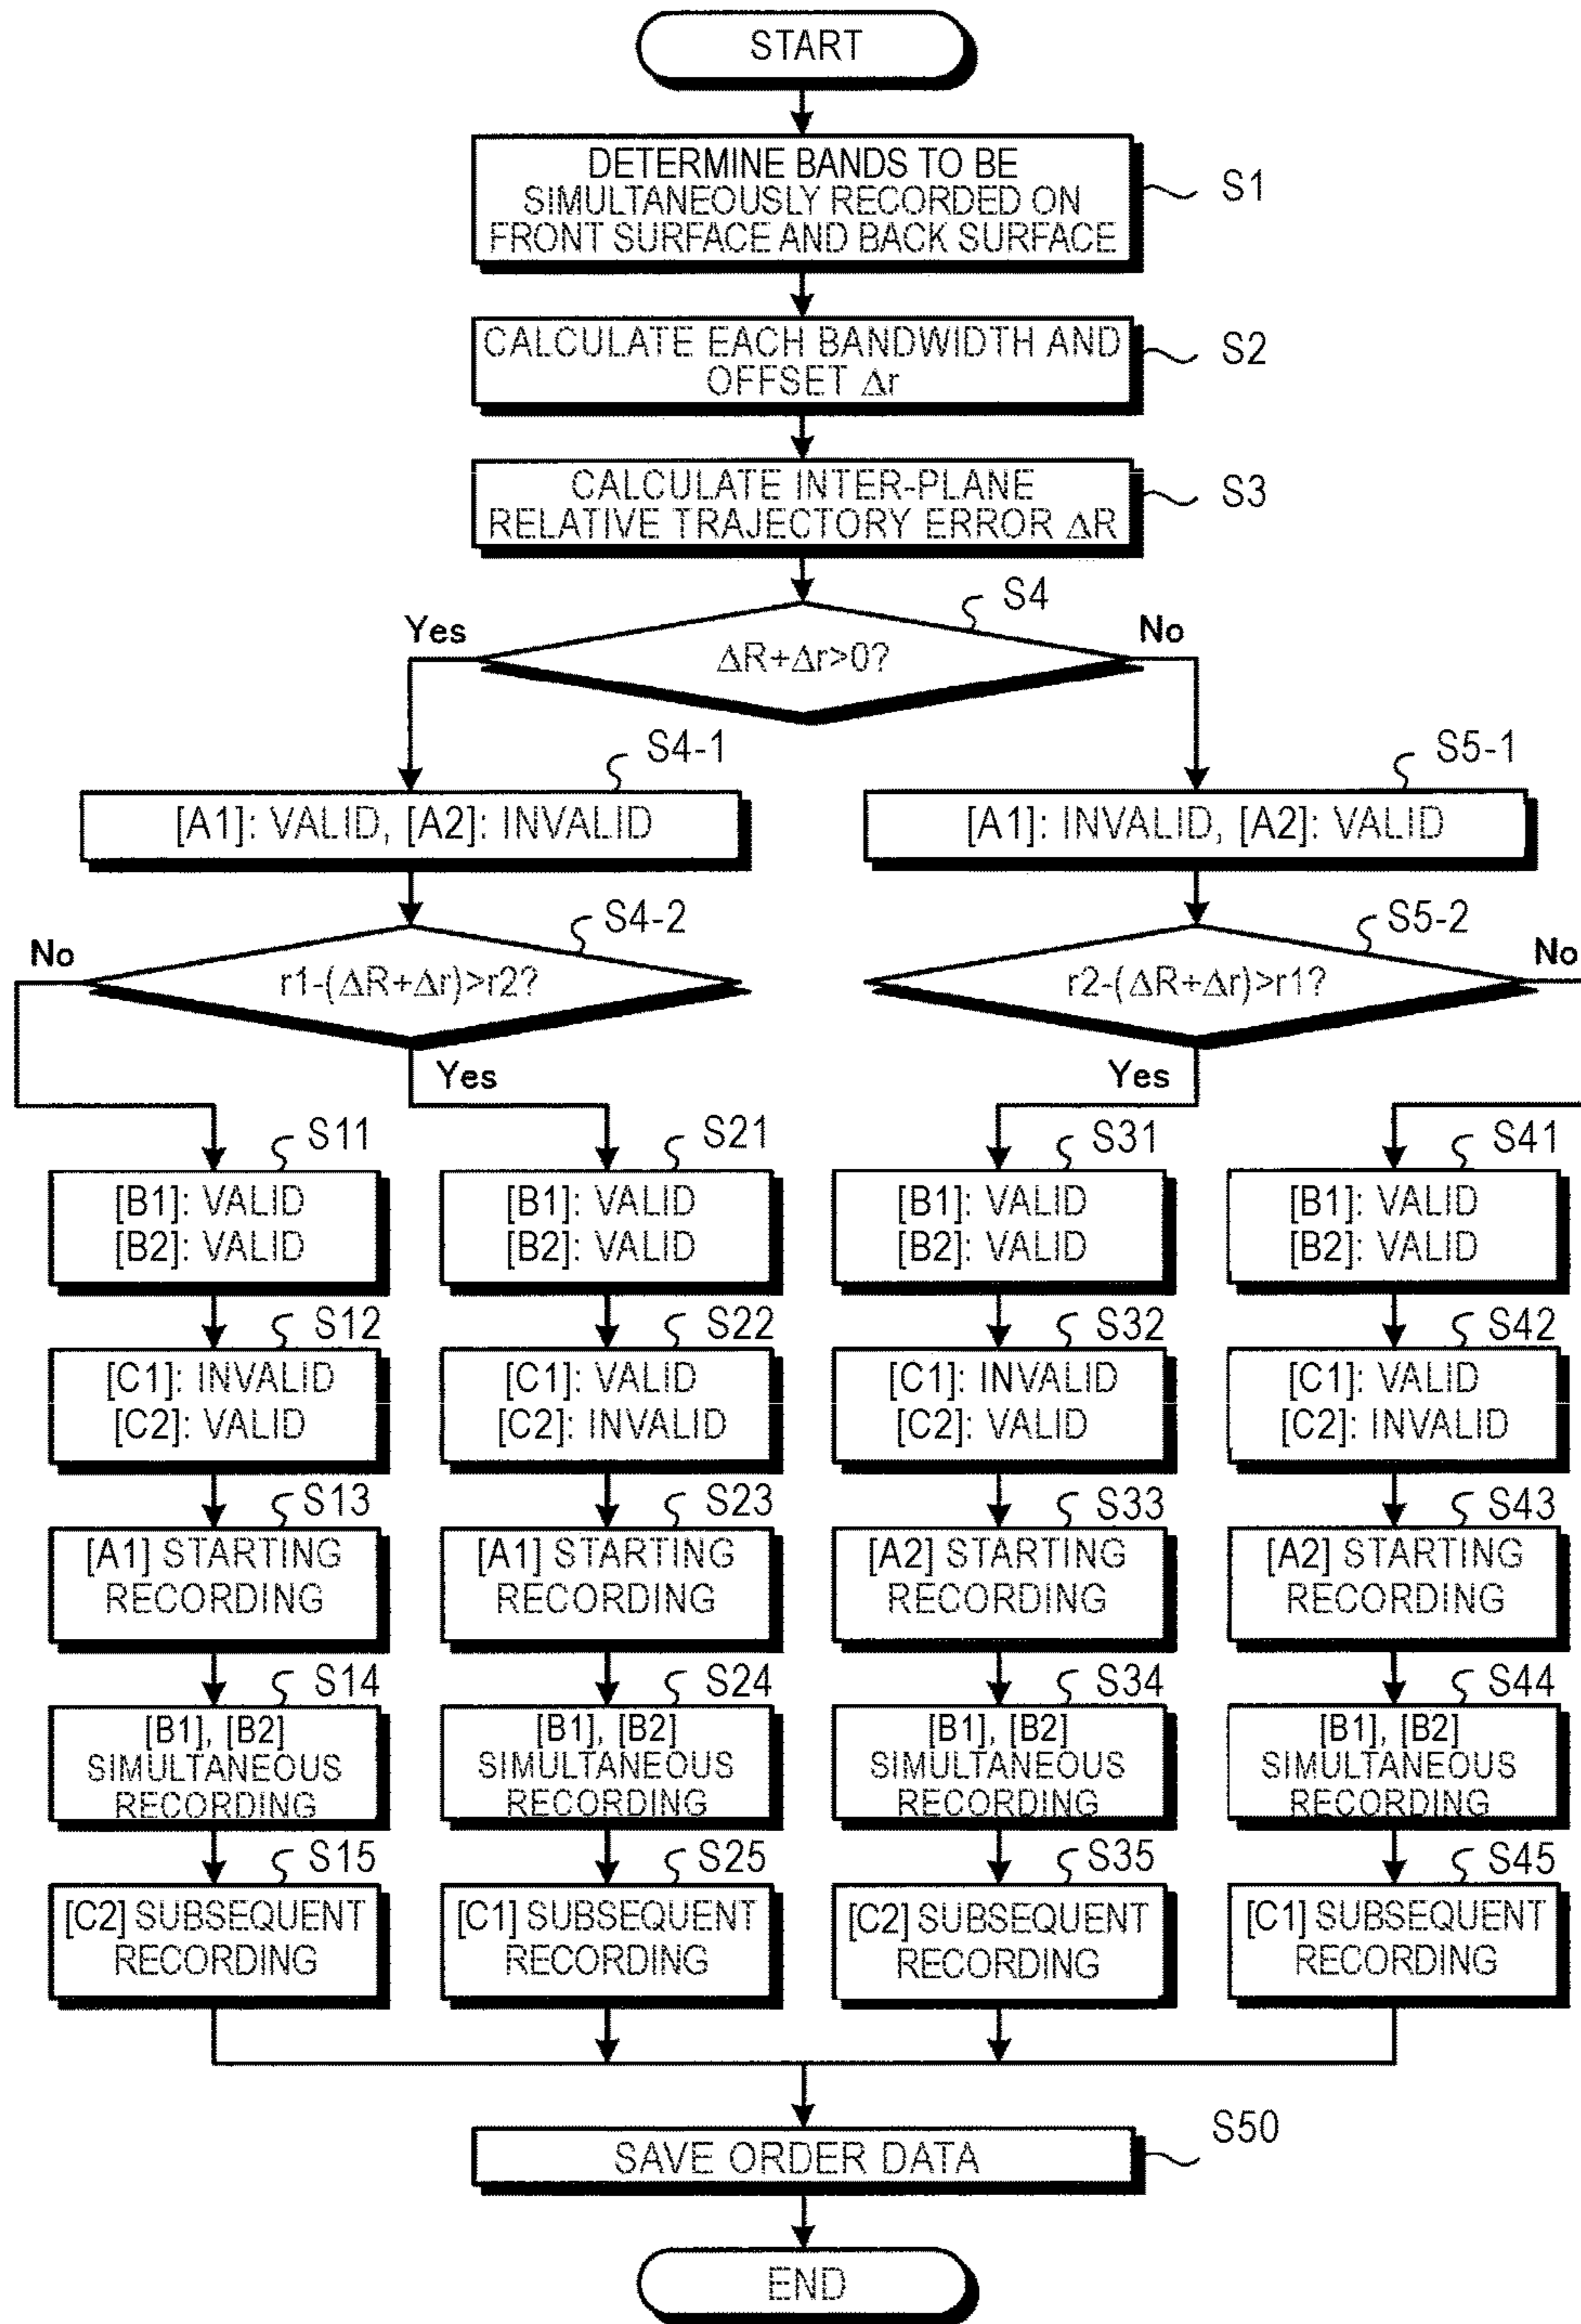 START
DETERMINE BANDS TO BE
SIMULTANEOUSLY RECORDED ON
FRONT SURFACE AND BACK SURFACE
S1
CALCULATE EACH BANDWIDTH AND
OFFSET Δr
S2
CALCULATE INTER-PLANE
RELATIVE TRAJECTORY ERROR ΔR
S3
S4
Yes
No
ΔR+Δr>0?
S4-1
S5-1
[A1]: VALID, [A2]: INVALID
[A1]: INVALID, [A2]: VALID
S4-2
S5-2
No
r1-(ΔR+Δr)>r2?
r2-(ΔR+Δr)>r1?
No
Yes
Yes
S11
S21
S31
S41
[B1]: VALID
[B2]: VALID
[B1]: VALID
[B2]: VALID
[B1]: VALID
[B2]: VALID
[B1]: VALID
[B2]: VALID
S12
S22
S32
S42
[C1]: INVALID
[C2]: VALID
[C1]: VALID
[C2]: INVALID
[C1]: INVALID
[C2]: VALID
[C1]: VALID
[C2]: INVALID
S13
S23
S33
S43
[A1] STARTING
RECORDING
[A1] STARTING
RECORDING
[A2] STARTING
RECORDING
[A2] STARTING
RECORDING
S14
S24
S34
S44
[B1], [B2]
SIMULTANEOUS
RECORDING
[B1], [B2]
SIMULTANEOUS
RECORDING
[B1], [B2]
SIMULTANEOUS
RECORDING
[B1], [B2]
SIMULTANEOUS
RECORDING
S15
S25
S35
S45
[C2] SUBSEQUENT
RECORDING
[C1] SUBSEQUENT
RECORDING
[C2] SUBSEQUENT
RECORDING
[C1] SUBSEQUENT
RECORDING
S50
SAVE ORDER DATA
END